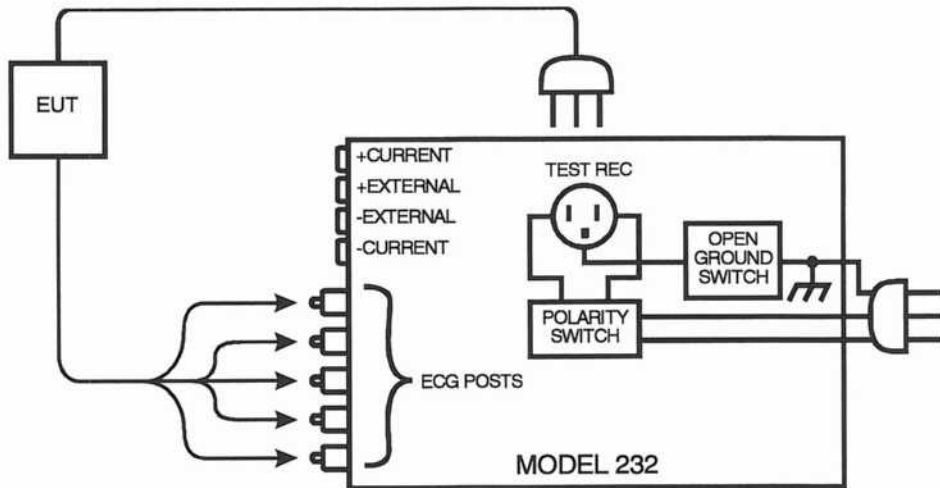 EUT
+CURRENT
+EXTERNAL
-EXTERNAL
-CURRENT
TEST REC
OPEN
GROUND
SWITCH
POLARITY
SWITCH
ECG POSTS
MODEL 232